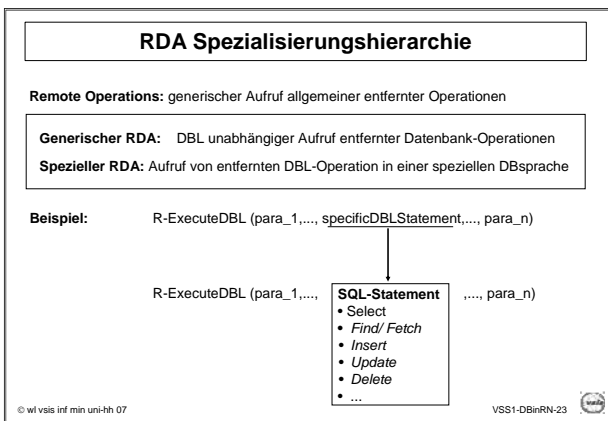 RDA Spezialisierungshierarchie
Remote Operations: generischer Aufruf allgemeiner entfernter Operationen
Generischer RDA: DBL unabhängiger Aufruf entfernter Datenbank-Operationen
Spezieller RDA: Aufruf von entfernten DBL-Operation in einer speziellen DBsprache
Beispiel: R-ExecuteDBL (para_1,..., specificDBLStatement,..., para_n)
R-ExecuteDBL (para_1,..., SQL-Statement ,..., para_n)
• Select
• Find/ Fetch
• Insert
• Update
• Delete
• ...
© wl vsis inf min uni-hh 07 VSS1-DBinRN-23